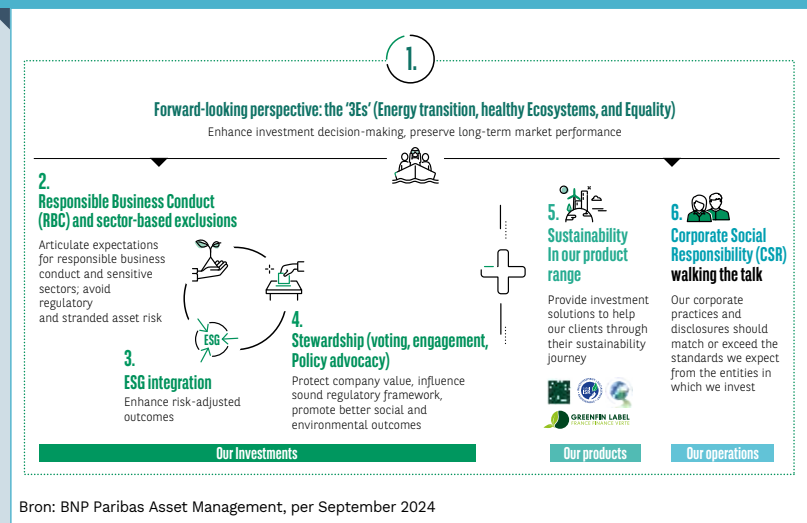 1.
Forward-looking perspective: the ‘3Es’ (Energy transition, healthy Ecosystems, and Equality)
Enhance investment decision-making, preserve long-term market performance
2.
Responsible Business Conduct
(RBC) and sector-based exclusions
Articulate expectations
for responsible business
conduct and sensitive
sectors; avoid
regulatory
and stranded asset risk
ESG
3.
ESG integration
Enhance risk-adjusted
outcomes
4.
Stewardship (voting, engagement,
Policy advocacy)
Protect company value, influence
sound regulatory framework,
promote better social and
environmental outcomes
Our Investments
5.
Sustainability
In our product
range
Provide investment
solutions to help
our clients through
their sustainability
journey
GREENFIN LABEL
FRANCE FINANCE VERTE
Our products
6.
Corporate Social
Responsibility (CSR)
walking the talk
Our corporate
practices and
disclosures should
match or exceed the
standards we expect
from the entities in
which we invest
Our operations
Bron: BNP Paribas Asset Management, per September 2024